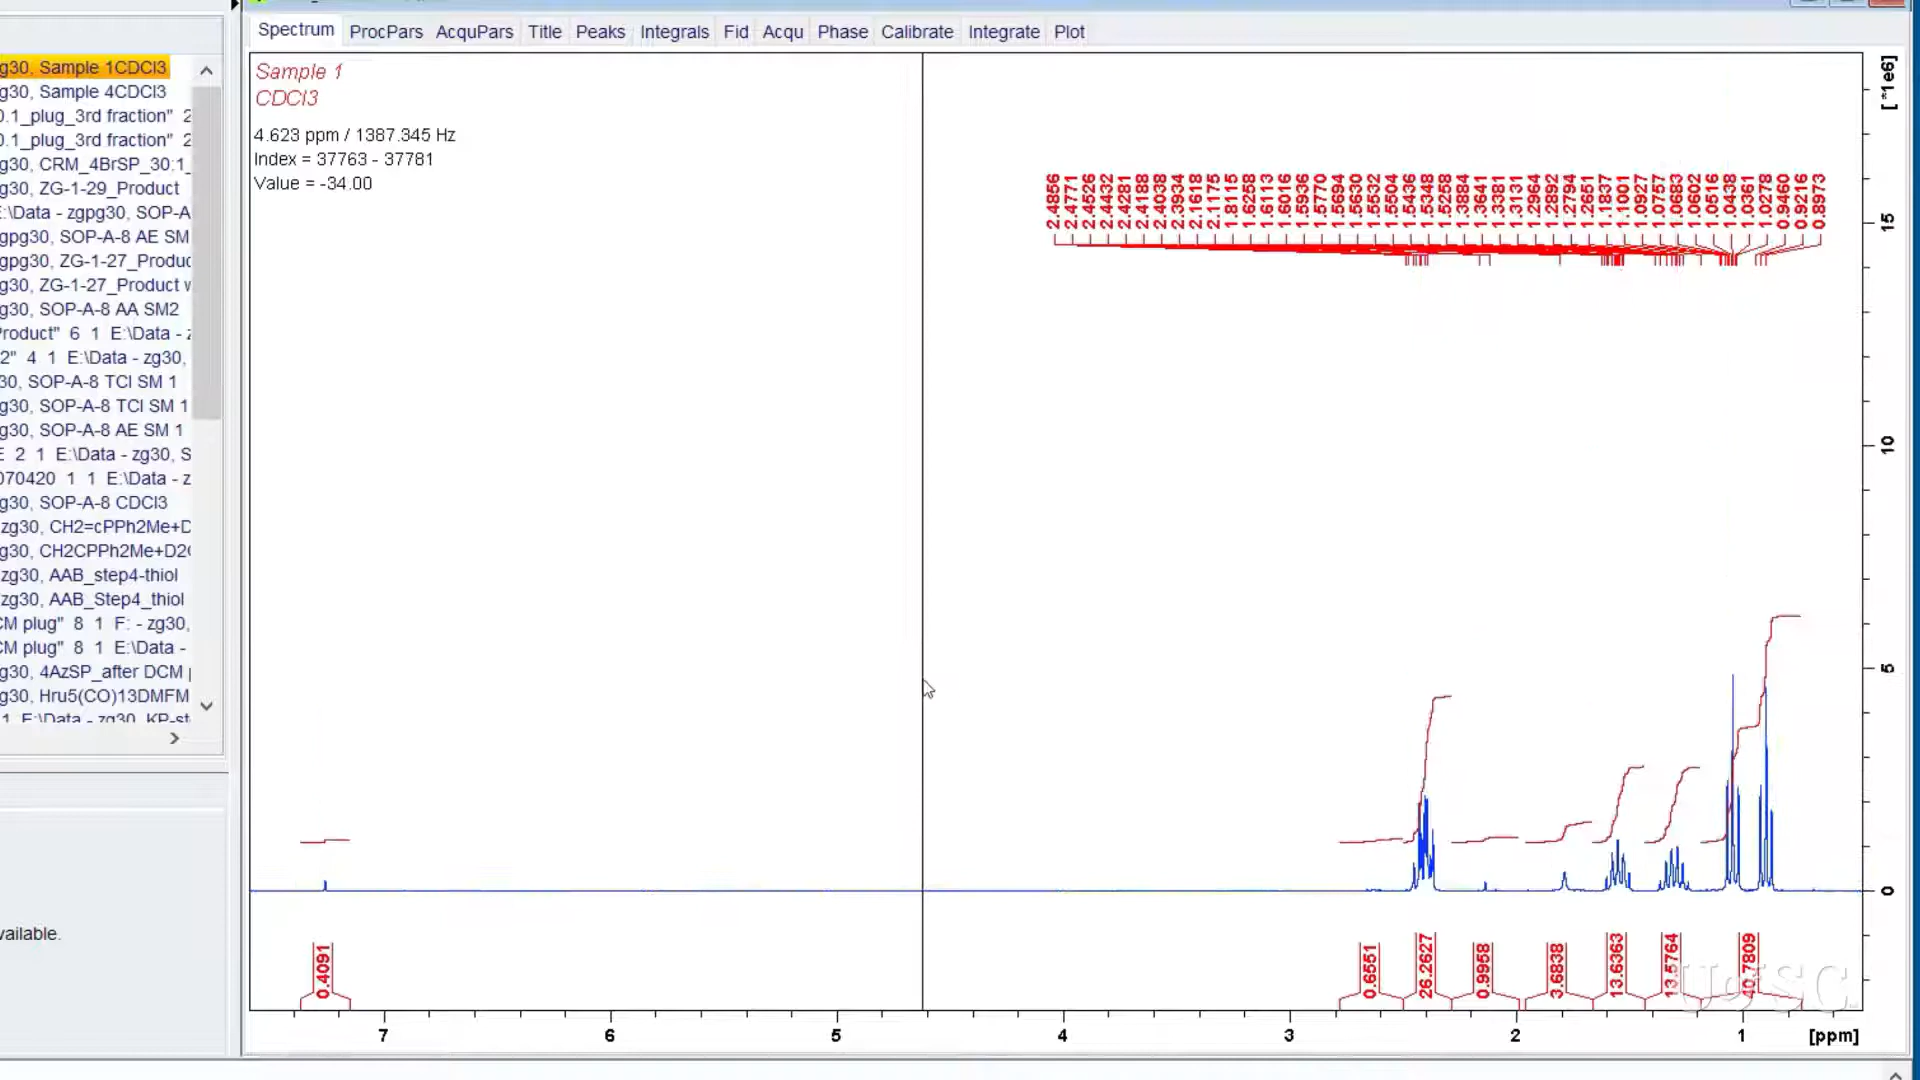 Spectrum ProcPars AcquPars Title Peaks Integrals Fid Acqu Phase Calibrate Integrate Plot
g30, Sample 1CDCl3
g30, Sample 4CDCl3
0.1_plug_3rd fraction" 2
0.1_plug_3rd fraction" 2
g30, CRM_4BrSP_30:1_
g30, ZG-1-29_Product
E:\Data - zgpg30, SOP-A
gpg30, SOP-A-8 AE SM
gpg30, ZG-1-27_Produc
g30, ZG-1-27_Product w
g30, SOP-A-8 AA SM2
Product" 6 1 E:\Data - z
2" 4 1 E:\Data - zg30,
30, SOP-A-8 TCI SM 1
g30, SOP-A-8 TCI SM 1
g30, SOP-A-8 AE SM 1
E 2 1 E:\Data - zg30, S
070420 1 1 E:\Data - z
g30, SOP-A-8 CDCl3
zg30, CH2=cPPh2Me+D
g30, CH2CPPh2Me+D2
zg30, AAB_step4-thiol
zg30, AAB_Step4_thiol
CM plug" 8 1 F: - zg30,
CM plug" 8 1 E:\Data -
g30, 4AzSP_after DCM p
g30, Hru5(CO)13DMFM
1 E:\Data - zg30, KP-st
vailable.
Sample 1
CDCl3
4.623 ppm / 1387.345 Hz
Index = 37763 - 37781
Value = -34.00
2.4856
2.4771
2.4526
2.4432
2.4281
2.4188
2.4038
2.3934
2.1618
2.1175
1.8115
1.6258
1.6113
1.6016
1.5936
1.5770
1.5694
1.5630
1.5532
1.5504
1.5436
1.5348
1.5258
1.3884
1.3641
1.3381
1.3131
1.2964
1.2892
1.2794
1.2651
1.1837
1.1001
1.0927
1.0757
1.0683
1.0602
1.0516
1.0438
1.0361
1.0278
0.9460
0.9216
0.8973
[*1e6]
15
10
5
0
0.4091
0.6551
26.2627
0.9958
3.6838
13.6363
13.5764
40.7809
7 6 5 4 3 2 1 [ppm]